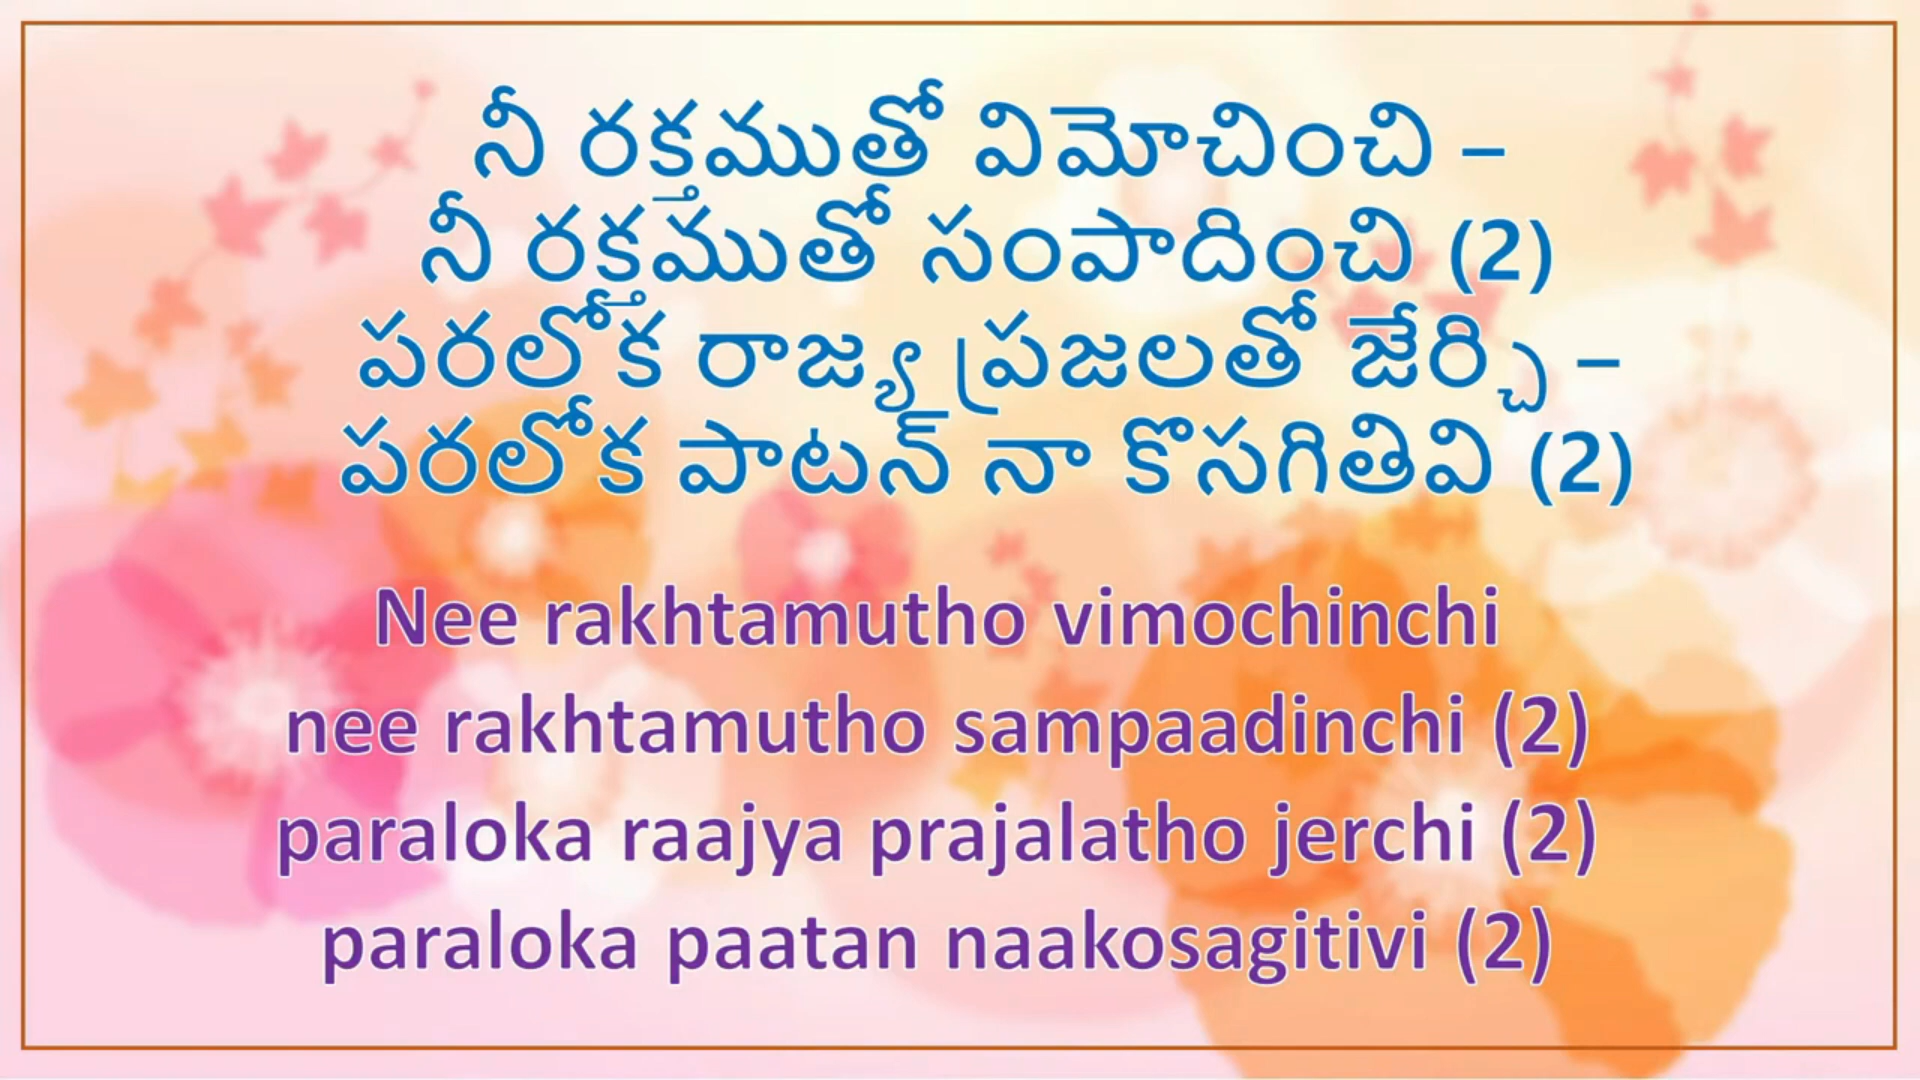 నీ రక్తముతో విమోచించి –
నీ రక్తముతో సంపాదించి (2)
పరలోక రాజ్య ప్రజలతో జేర్చి –
పరలోక పాటన్ నా కొసగితివి (2)
Nee rakhtamutho vimochinchi
nee rakhtamutho sampaadinchi (2)
paraloka raajya prajalatho jerchi (2)
paraloka paatan naakosagitivi (2)